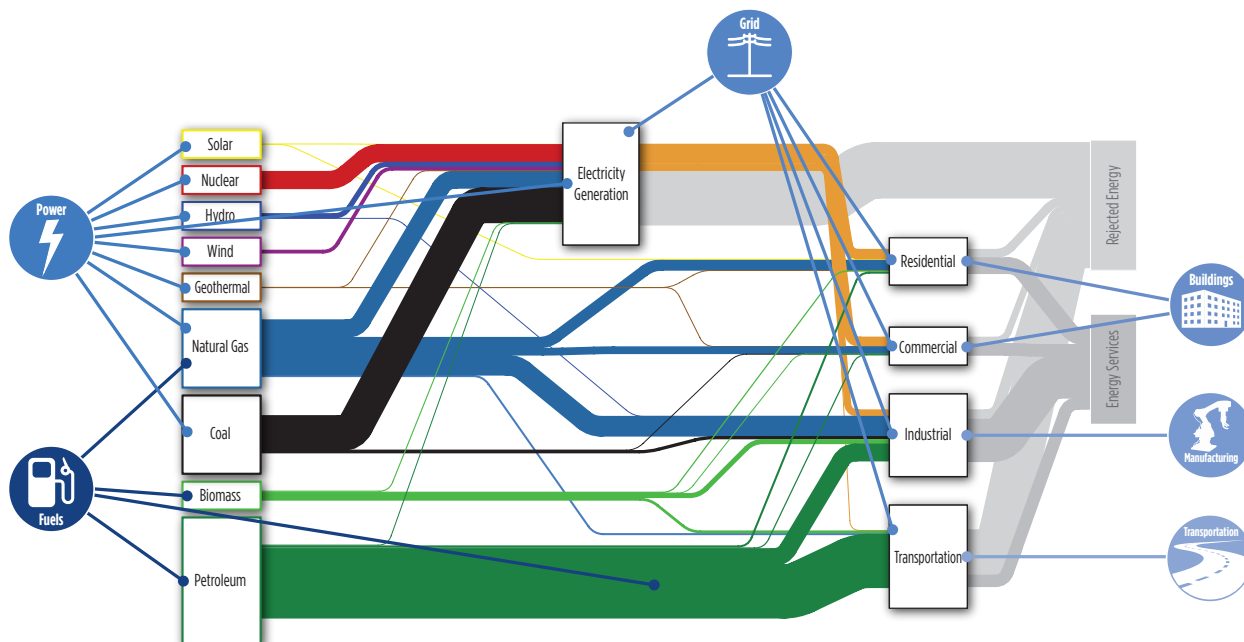 Grid
Solar
Nuclear
Power
Hydro
Wind
Geothermal
Natural Gas
Coal
Fuels
Biomass
Petroleum
Electricity
Generation
Residential
Commercial
Industrial
Transportation
Rejected Energy
Energy Services
Buildings
Manufacturing
Transportation